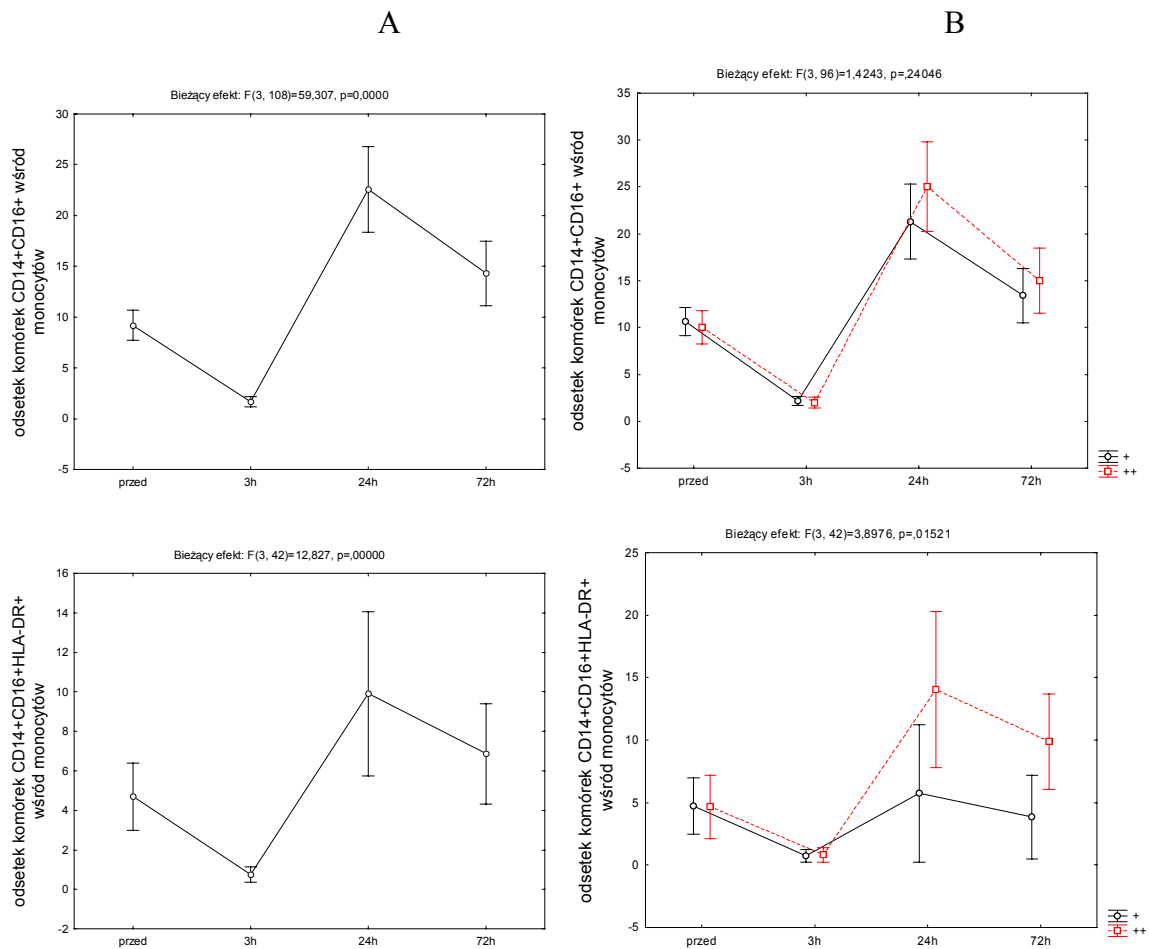 A
B
Bieżący efekt: F(3, 108)=59,307, p=0,0000
odsetek komórek CD14+CD16+ wśród
monocytów
30
25
20
15
10
5
0
-5
przed 3h 24h 72h
Bieżący efekt: F(3, 96)=1,4243, p=,24046
odsetek komórek CD14+CD16+ wśród
monocytów
35
30
25
20
15
10
5
0
-5
przed 3h 24h 72h
+
++
Bieżący efekt: F(3, 42)=12,827, p=,00000
odsetek komórek CD14+CD16+HLA-DR+
wśród monocytów
16
14
12
10
8
6
4
2
0
-2
przed 3h 24h 72h
Bieżący efekt: F(3, 42)=3,8976, p=,01521
odsetek komórek CD14+CD16+HLA-DR+
wśród monocytów
25
20
15
10
5
0
-5
przed 3h 24h 72h
+
++